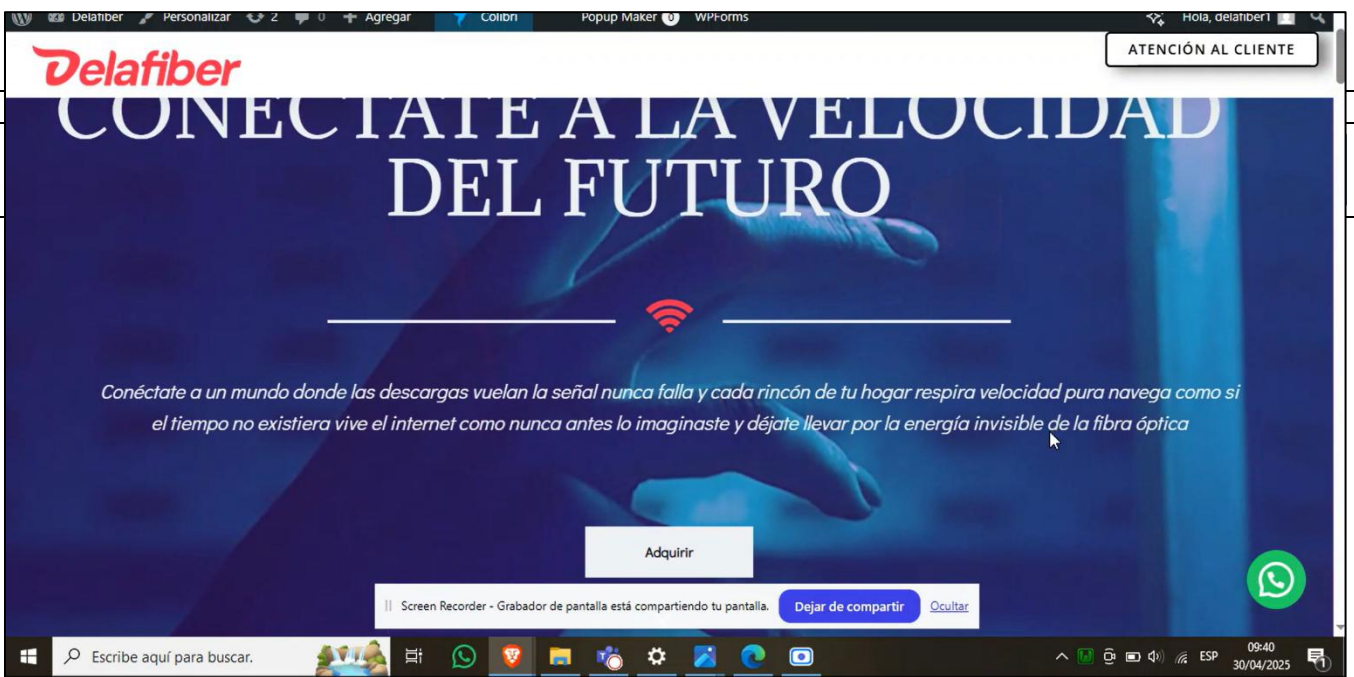 Delafiber Personalizar 2 0 Agregar Colibri Popup Maker 0 WPForms Hola, delafiber1
Delafiber
ATENCIÓN AL CLIENTE
CONÉCTATE A LA VELOCIDAD
DEL FUTURO
Conéctate a un mundo donde las descargas vuelan la señal nunca falla y cada rincón de tu hogar respira velocidad pura navega como si
el tiempo no existiera vive el internet como nunca antes lo imaginaste y déjate llevar por la energía invisible de la fibra óptica
Adquirir
Screen Recorder - Grabador de pantalla está compartiendo tu pantalla. Dejar de compartir Ocultar
Escribe aquí para buscar.
ESP
09:40
30/04/2025
1